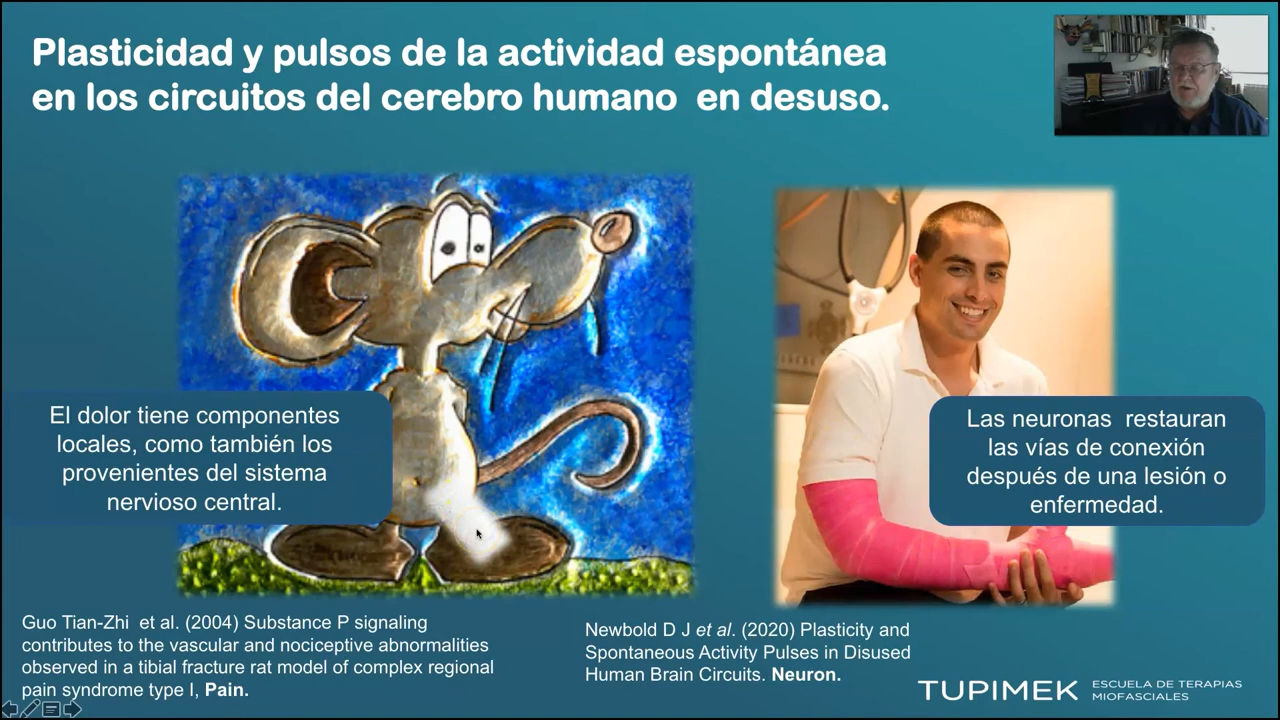 Plasticidad y pulsos de la actividad espontánea
en los circuitos del cerebro humano en desuso.
El dolor tiene componentes
locales, como también los
provenientes del sistema
nervioso central.
Las neuronas restauran
las vías de conexión
después de una lesión o
enfermedad.
Guo Tian-Zhi et al. (2004) Substance P signaling
contributes to the vascular and nociceptive abnormalities
observed in a tibial fracture rat model of complex regional
pain syndrome type I, Pain.
Newbold D J et al. (2020) Plasticity and
Spontaneous Activity Pulses in Disused
Human Brain Circuits. Neuron.
TUPIMEK ESCUELA DE TERAPIAS
MIOFASCIALES